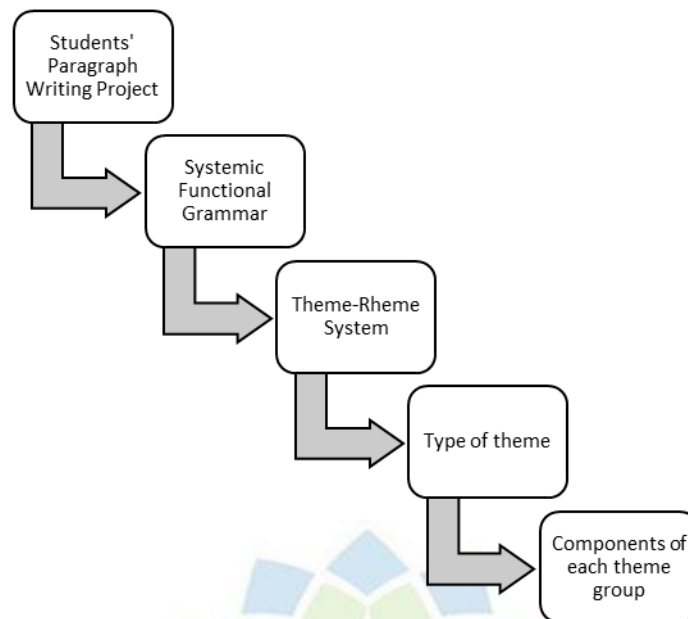 Students'
Paragraph
Writing Project
Systemic
Functional
Grammar
Theme-Rheme
System
Type of theme
Components of
each theme
group